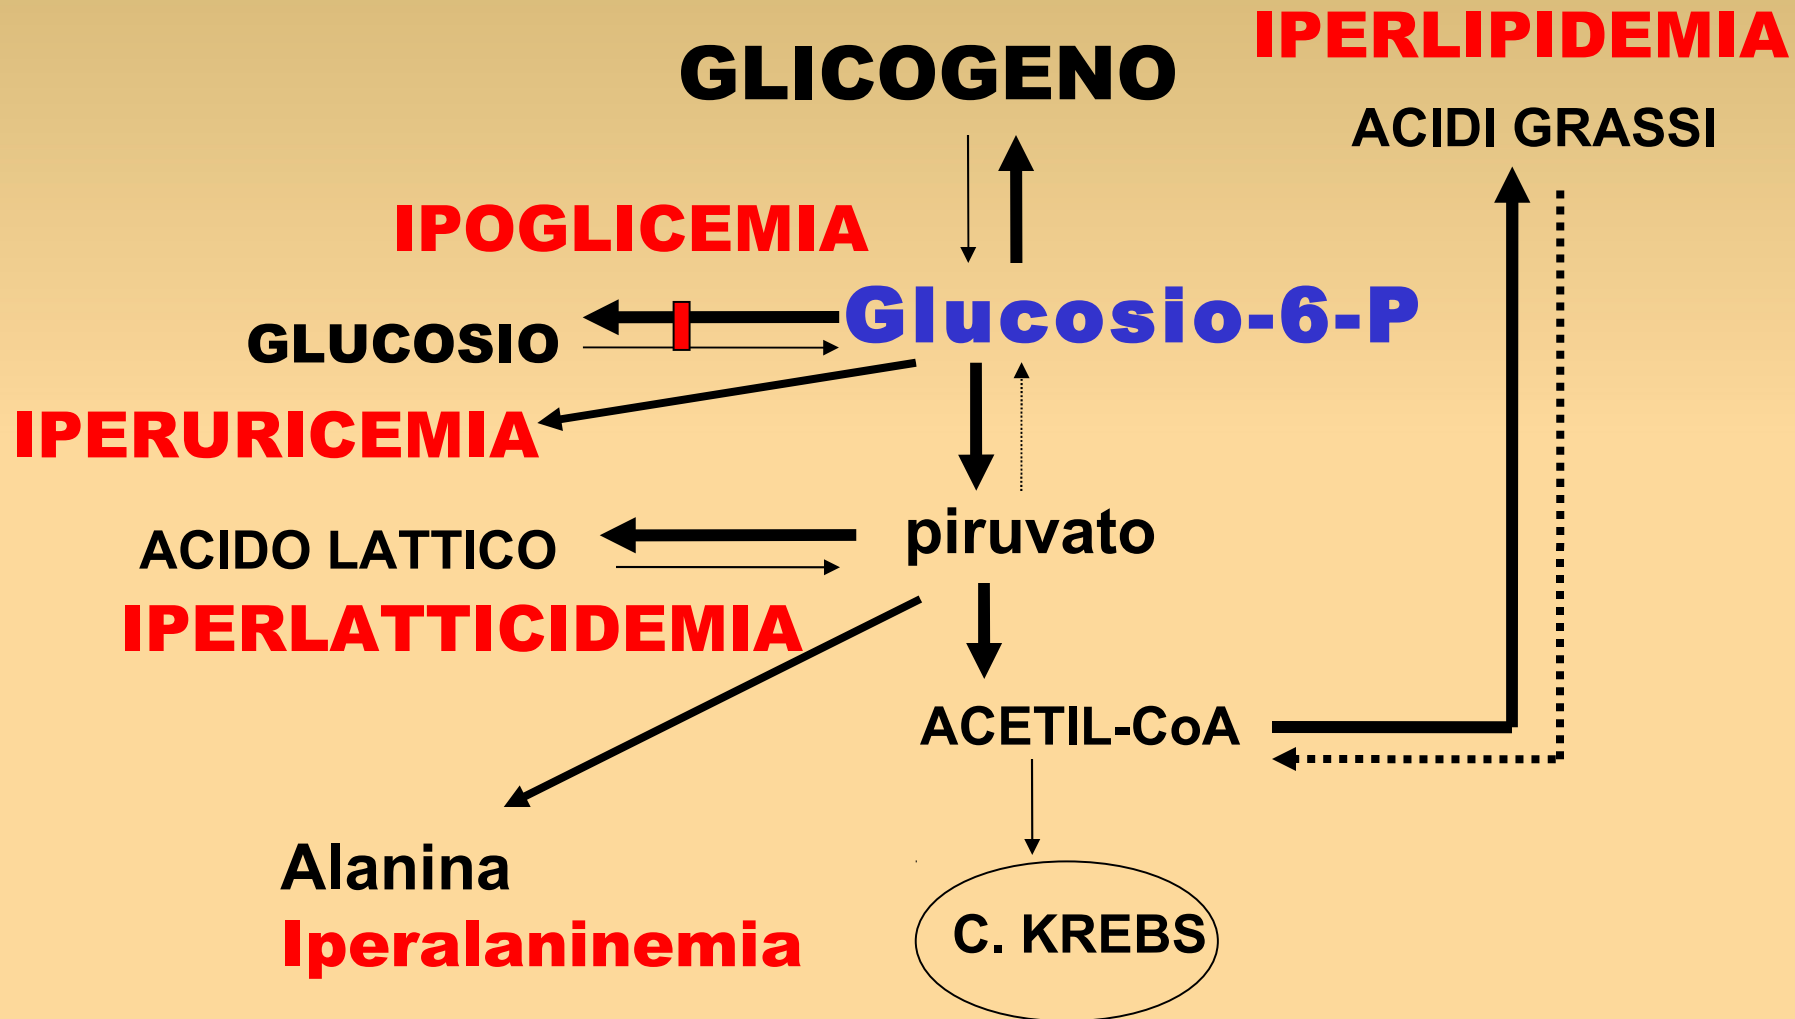 IPERLIPIDEMIA
GLICOGENO
ACIDI GRASSI
IPOGLICEMIA
Glucosio-6-P
GLUCOSIO
IPERURICEMIA
piruvato
ACIDO LATTICO
IPERLATTICIDEMIA
ACETIL-CoA
Alanina
Iperalaninemia
C. KREBS